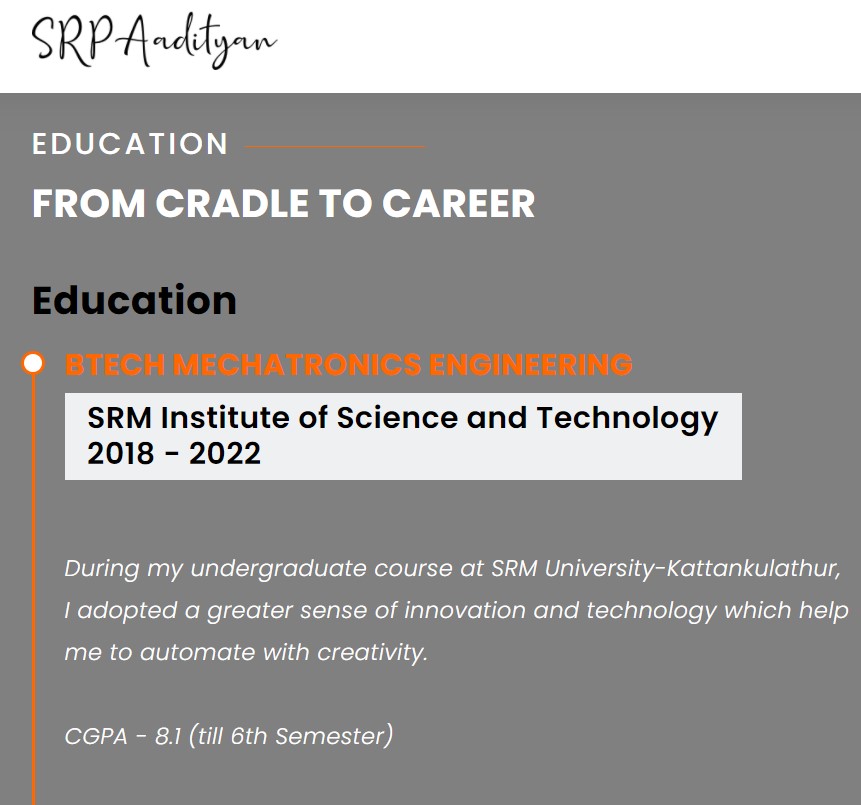 SRP Aadityan
EDUCATION
FROM CRADLE TO CAREER
Education
BTECH MECHATRONICS ENGINEERING
SRM Institute of Science and Technology
2018 - 2022
During my undergraduate course at SRM University-Kattankulathur,
I adopted a greater sense of innovation and technology which help
me to automate with creativity.
CGPA - 8.1 (till 6th Semester)